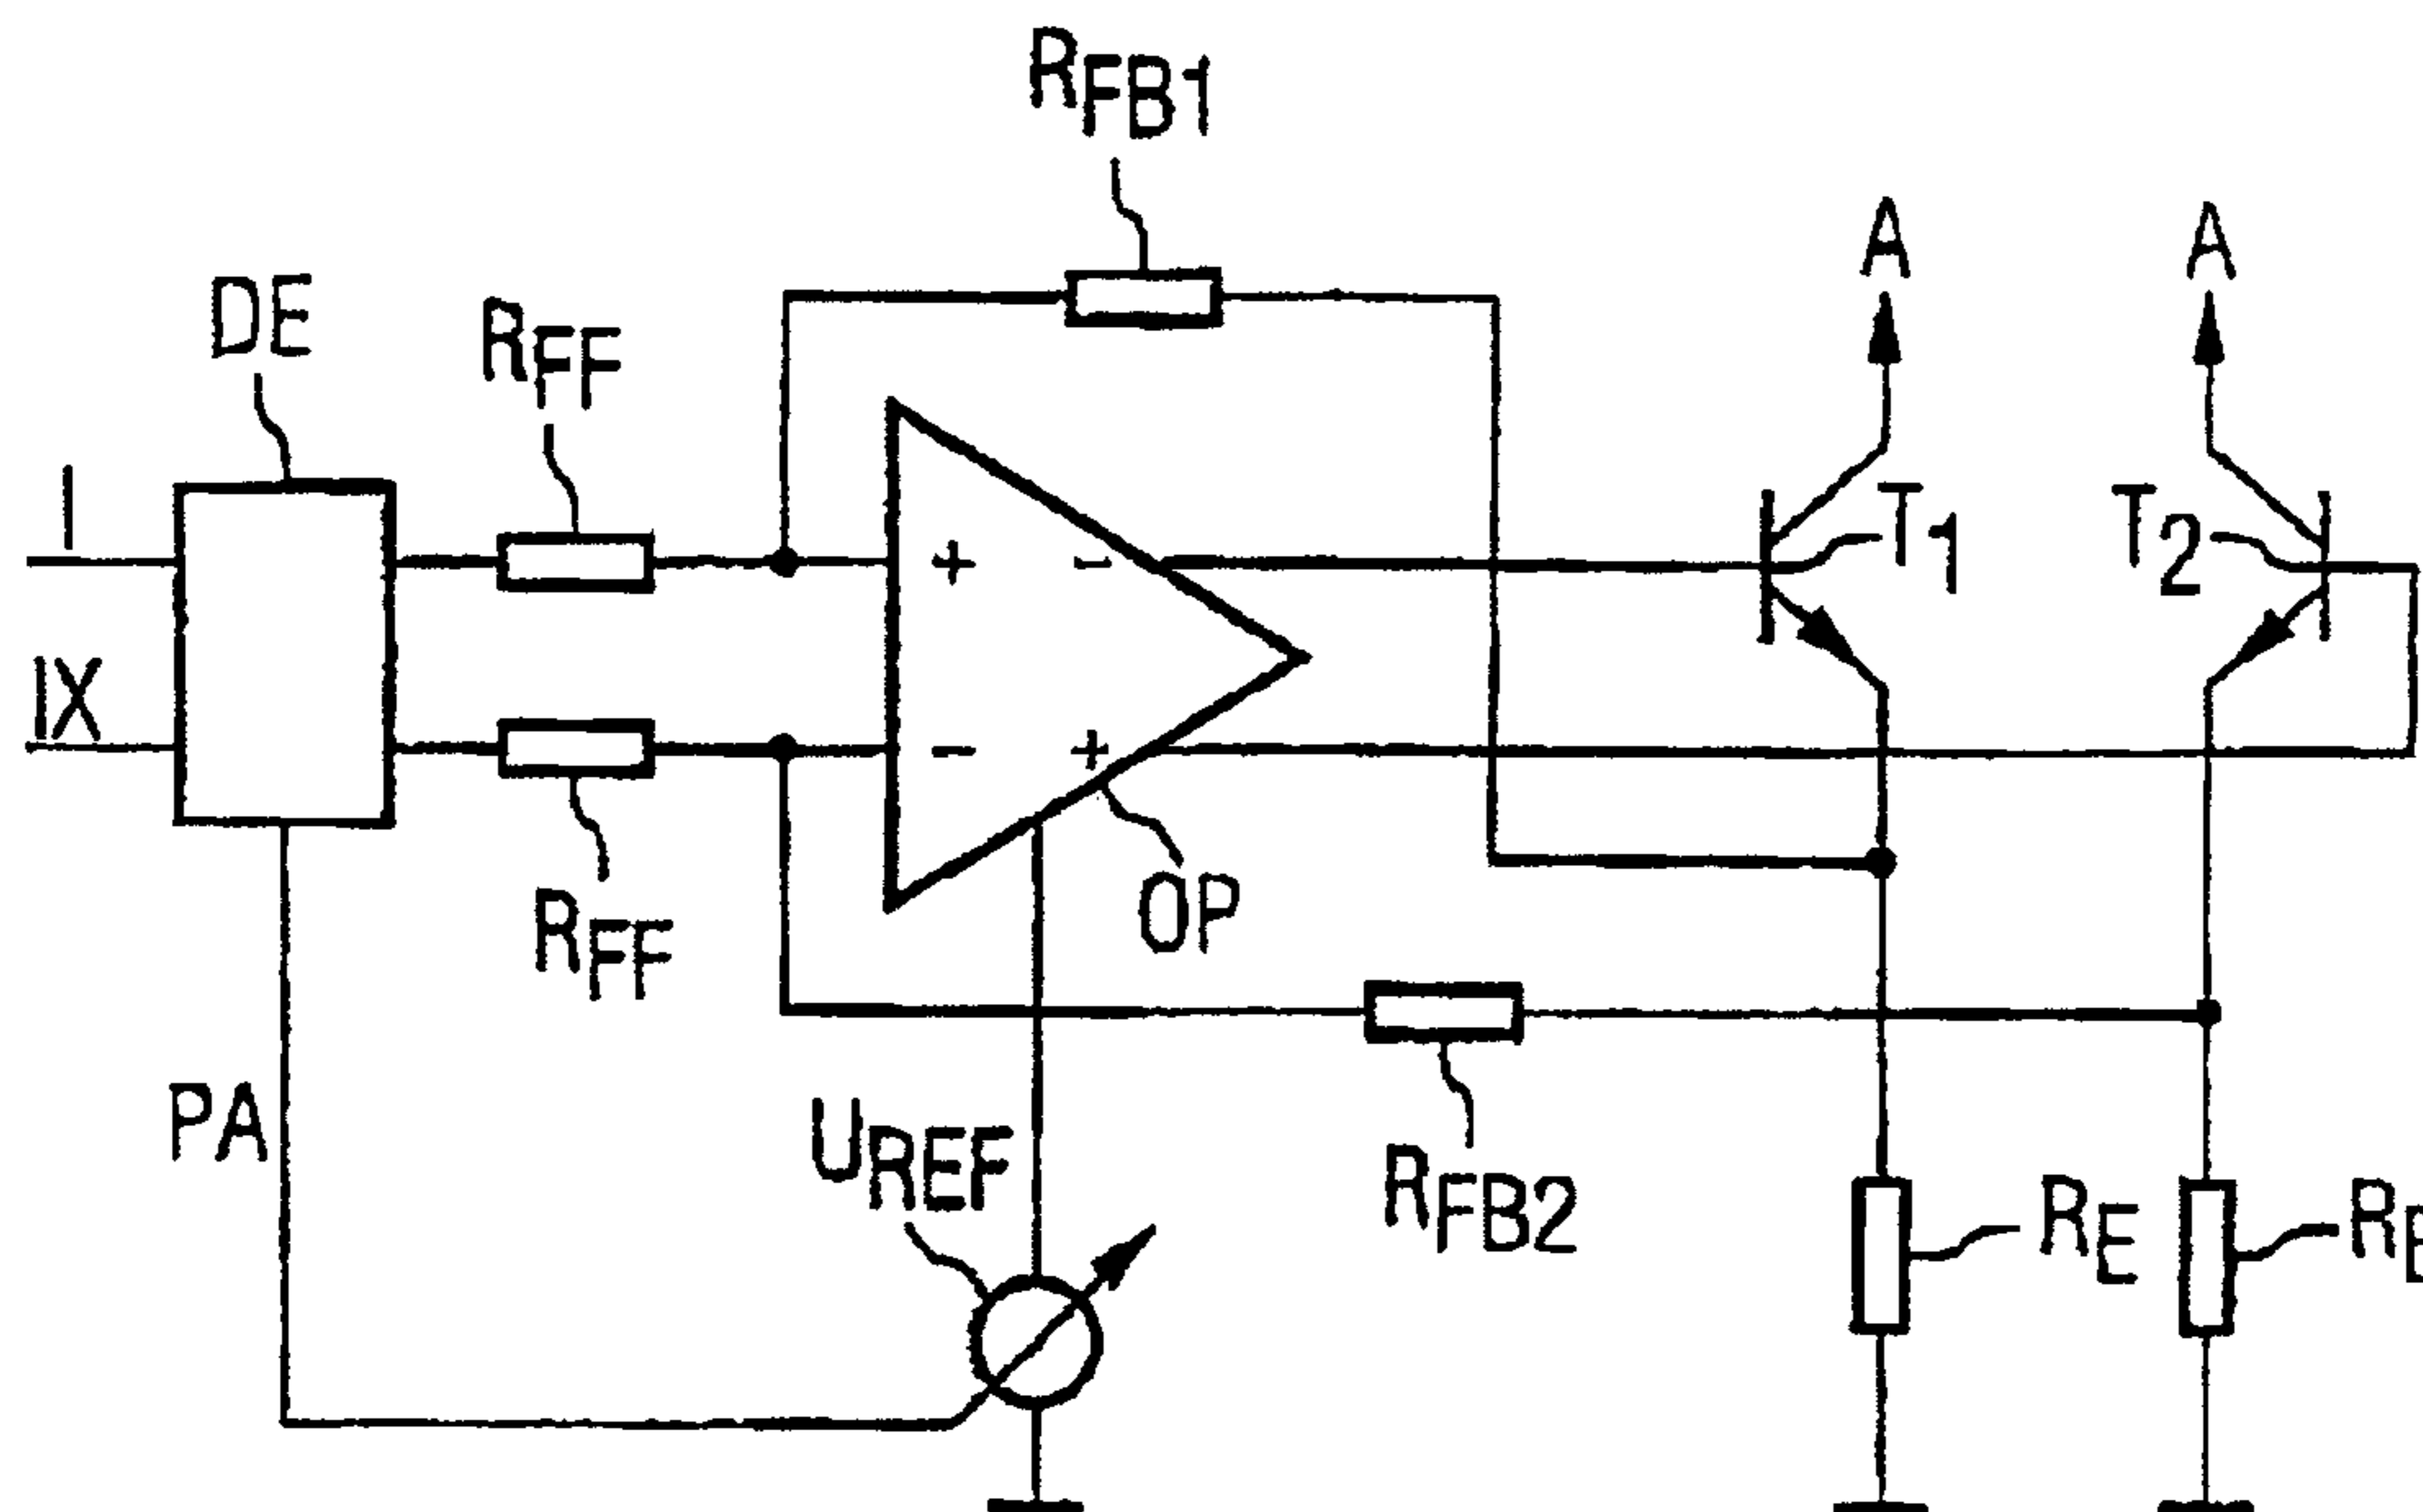 RFB1
A A
DE
RFF
I
T1 T2
+ -
IX
- +
OP
RFF
PA
UREF
RFB2
RE